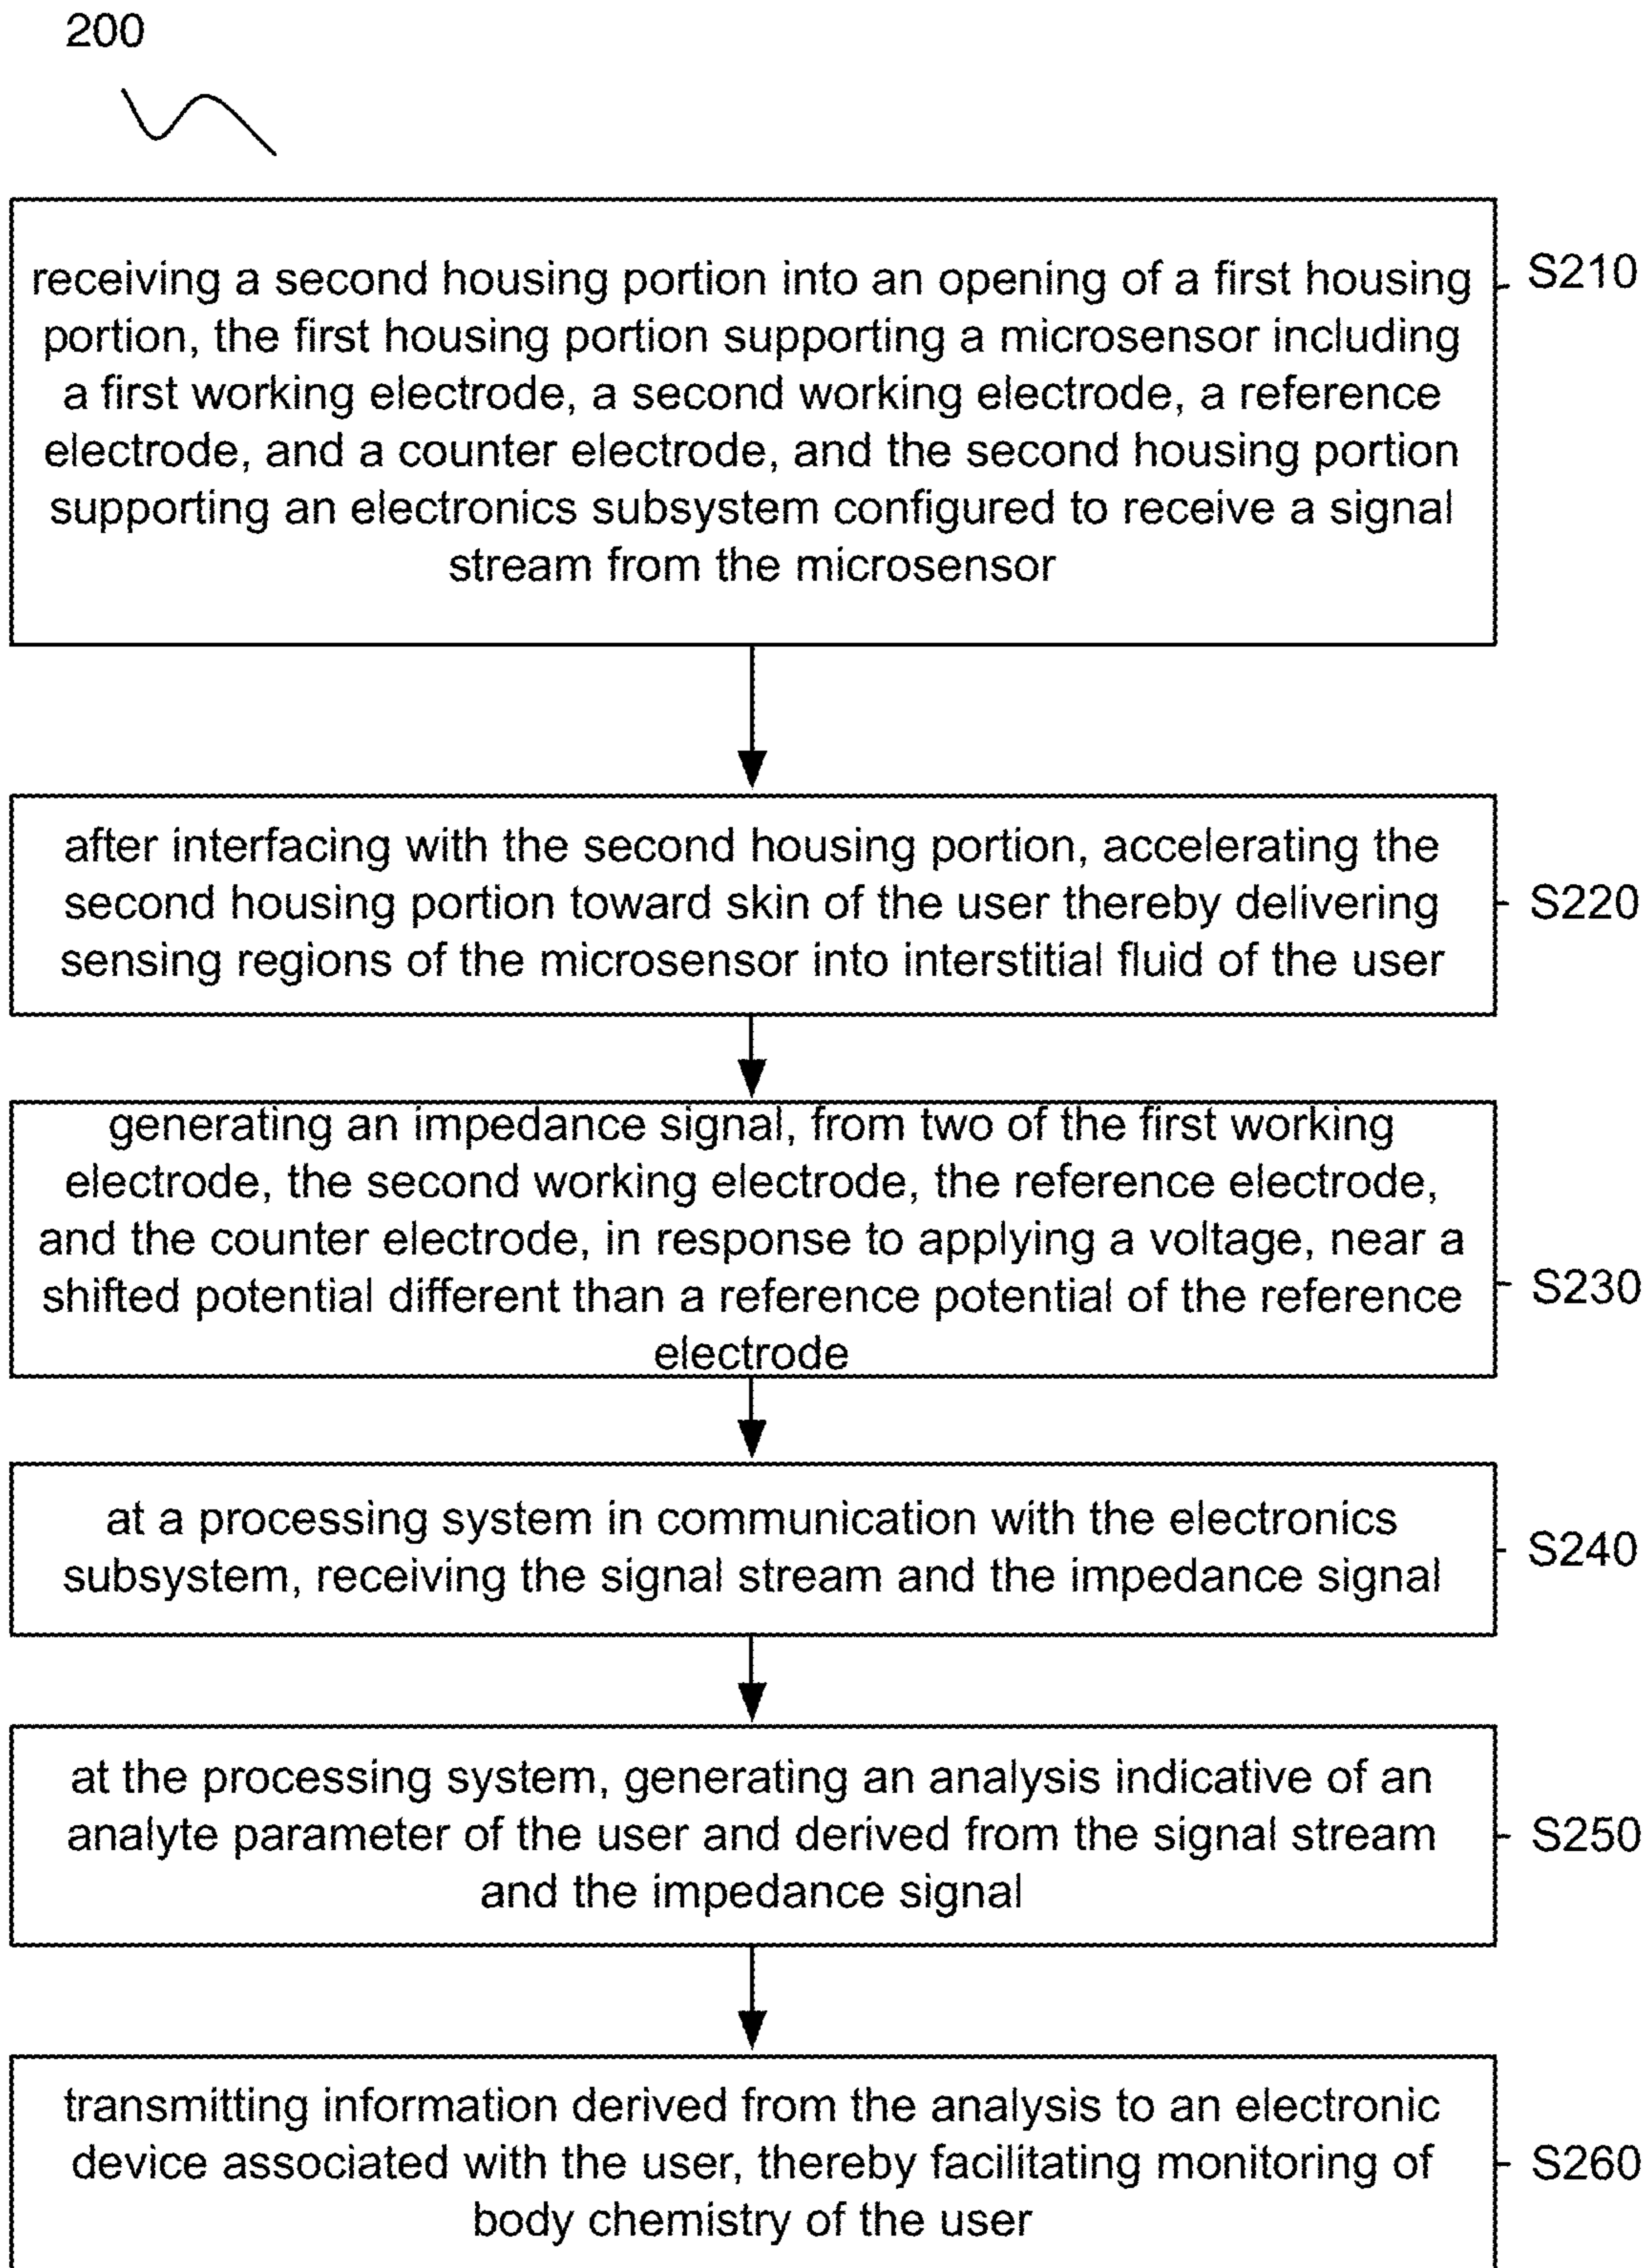 200
receiving a second housing portion into an opening of a first housing
portion, the first housing portion supporting a microsensor including
a first working electrode, a second working electrode, a reference
electrode, and a counter electrode, and the second housing portion
supporting an electronics subsystem configured to receive a signal
stream from the microsensor
S210
after interfacing with the second housing portion, accelerating the
second housing portion toward skin of the user thereby delivering
sensing regions of the microsensor into interstitial fluid of the user
S220
generating an impedance signal, from two of the first working
electrode, the second working electrode, the reference electrode,
and the counter electrode, in response to applying a voltage, near a
shifted potential different than a reference potential of the reference
electrode
S230
at a processing system in communication with the electronics
subsystem, receiving the signal stream and the impedance signal
S240
at the processing system, generating an analysis indicative of an
analyte parameter of the user and derived from the signal stream
and the impedance signal
S250
transmitting information derived from the analysis to an electronic
device associated with the user, thereby facilitating monitoring of
body chemistry of the user
S260